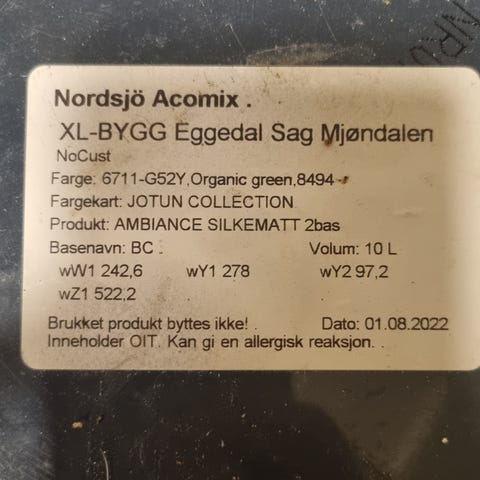 Nordsjö Acomix .
XL-BYGG Eggedal Sag Mjøndalen
NoCust
Farge: 6711-G52Y,Organic green,8494
Fargekart: JOTUN COLLECTION
Produkt: AMBIANCE SILKEMATT 2bas
Basenavn: BC Volum: 10 L
wW1 242,6 wY1 278 wY2 97,2
wZ1 522,2
Brukket produkt byttes ikke! Dato: 01.08.2022
Inneholder OIT. Kan gi en allergisk reaksjon.